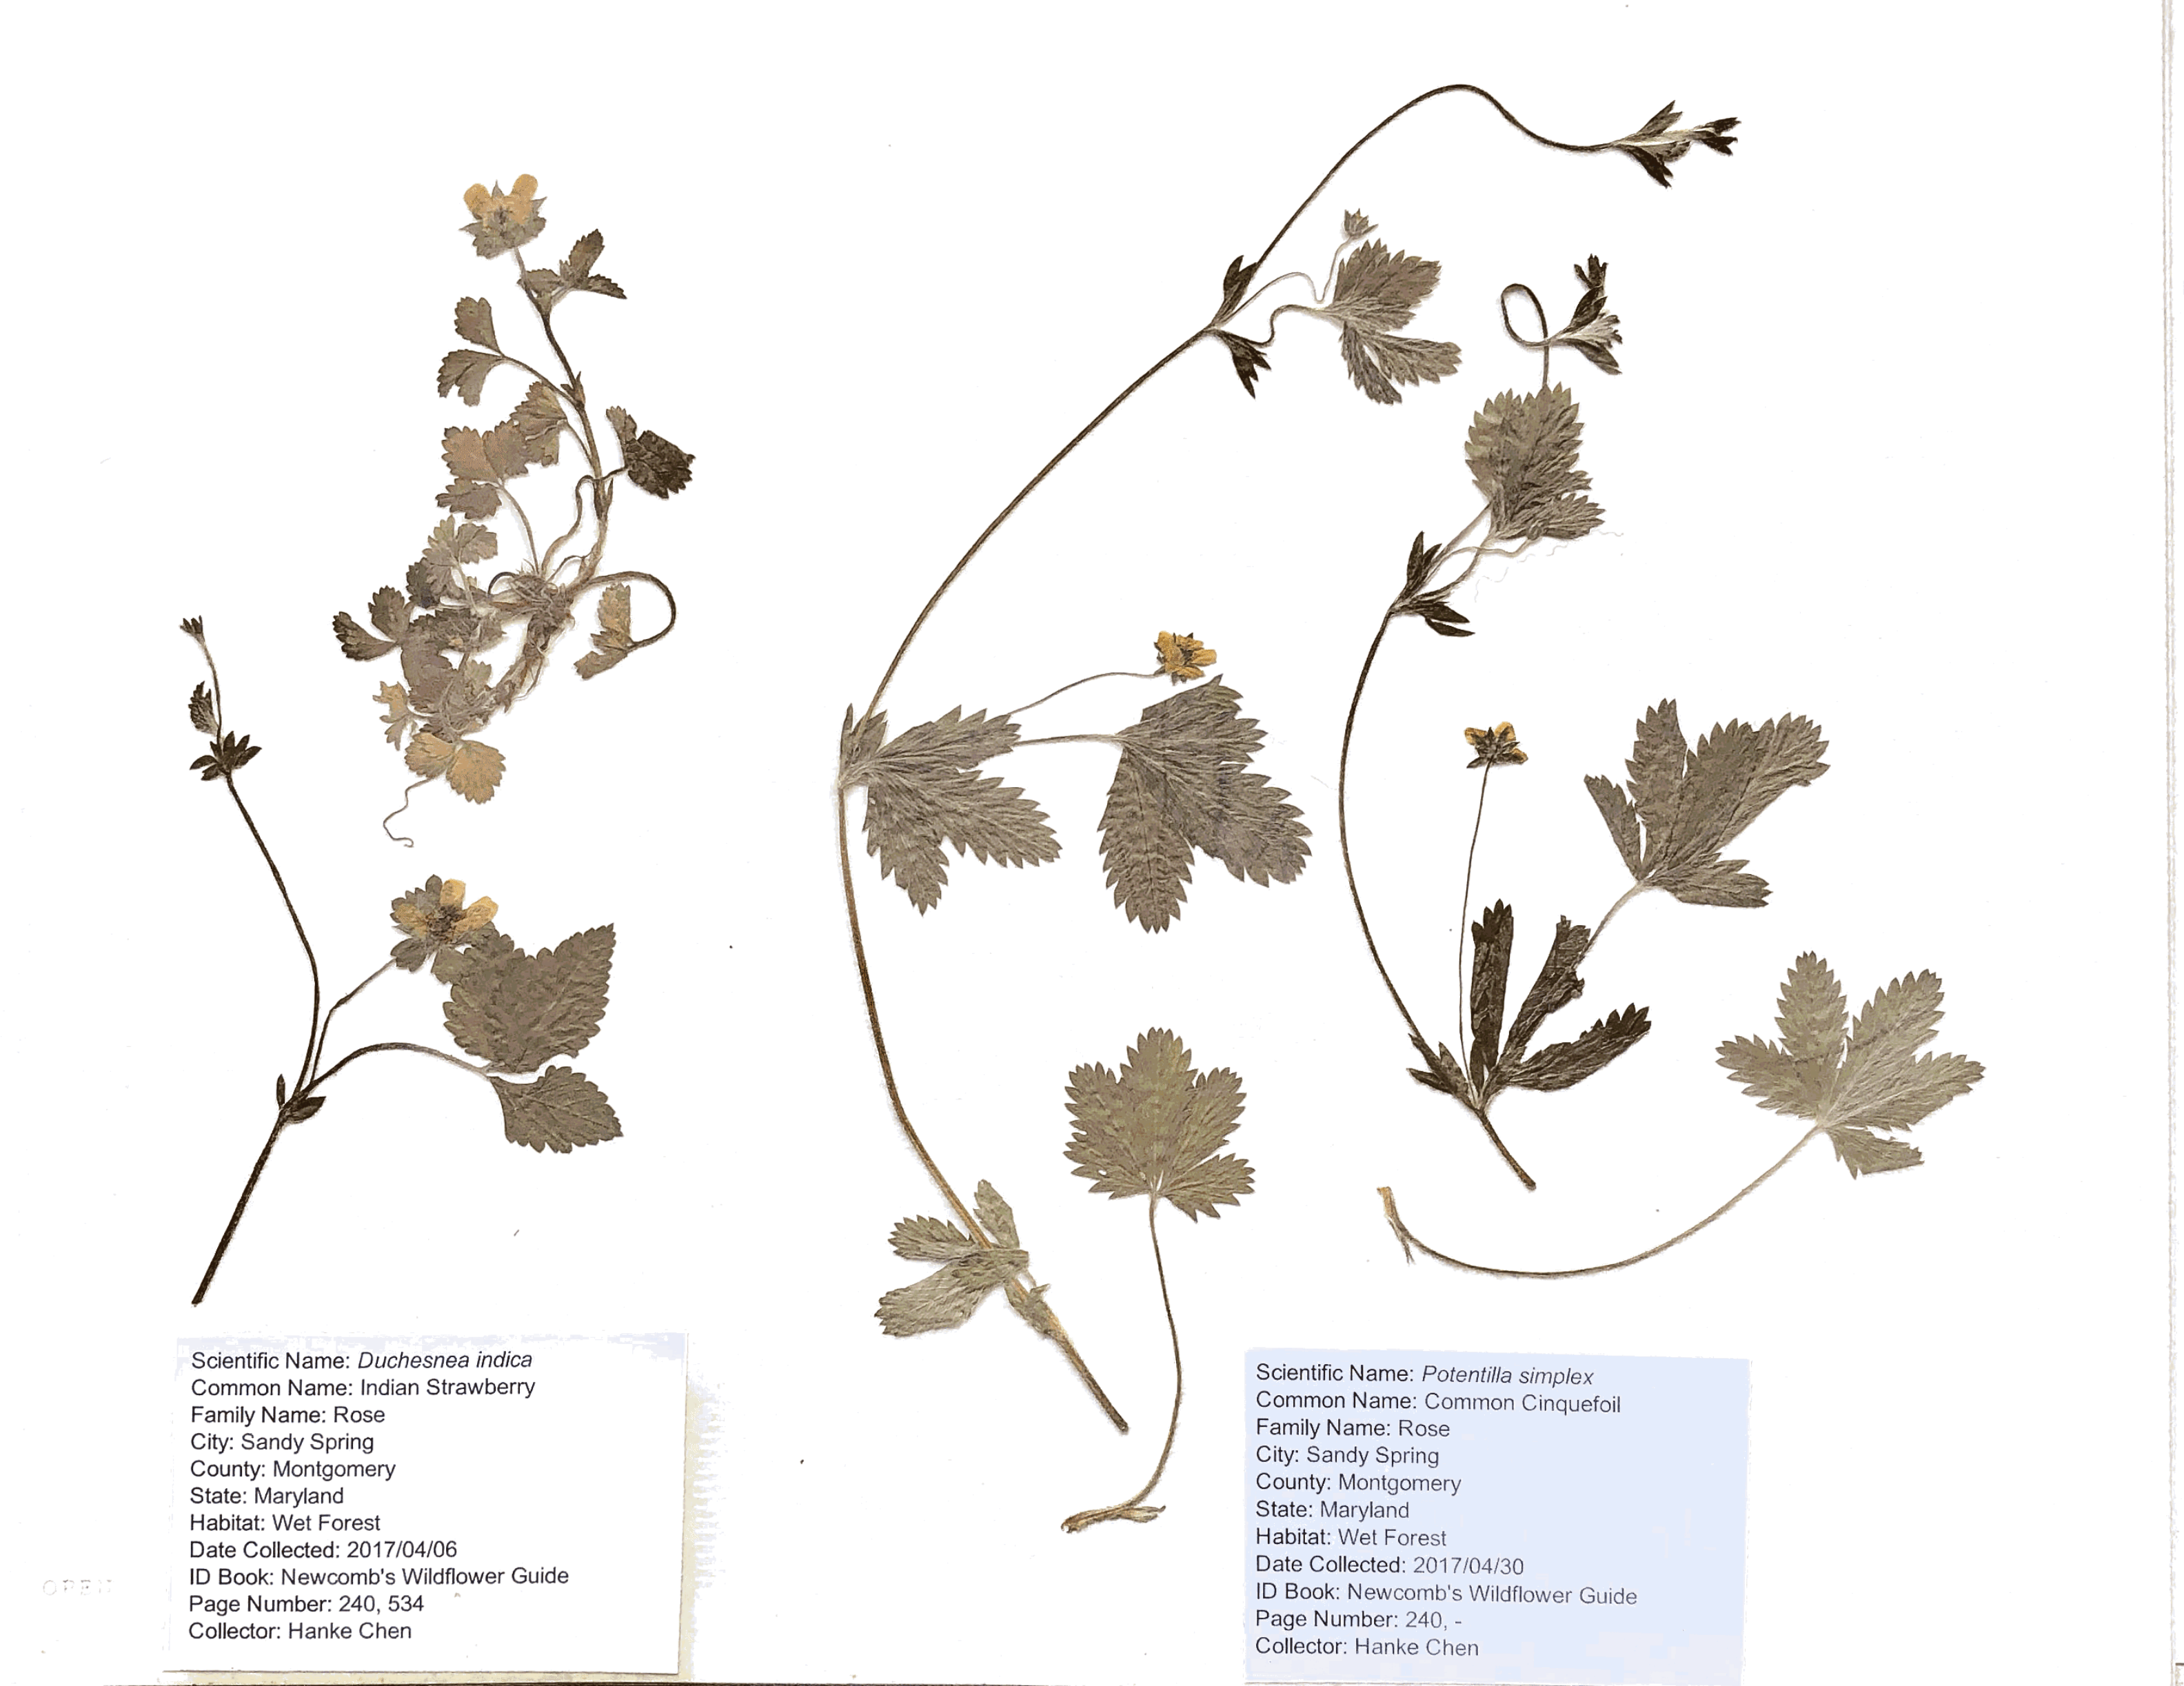 Scientific Name: Duchesnea indica
Common Name: Indian Strawberry
Family Name: Rose
City: Sandy Spring
County: Montgomery
State: Maryland
Habitat: Wet Forest
Date Collected: 2017/04/06
ID Book: Newcomb's Wildflower Guide
Page Number: 240, 534
Collector: Hanke Chen
Scientific Name: Potentilla simplex
Common Name: Common Cinquefoil
Family Name: Rose
City: Sandy Spring
County: Montgomery
State: Maryland
Habitat: Wet Forest
Date Collected: 2017/04/30
ID Book: Newcomb's Wildflower Guide
Page Number: 240, -
Collector: Hanke Chen
OPEN